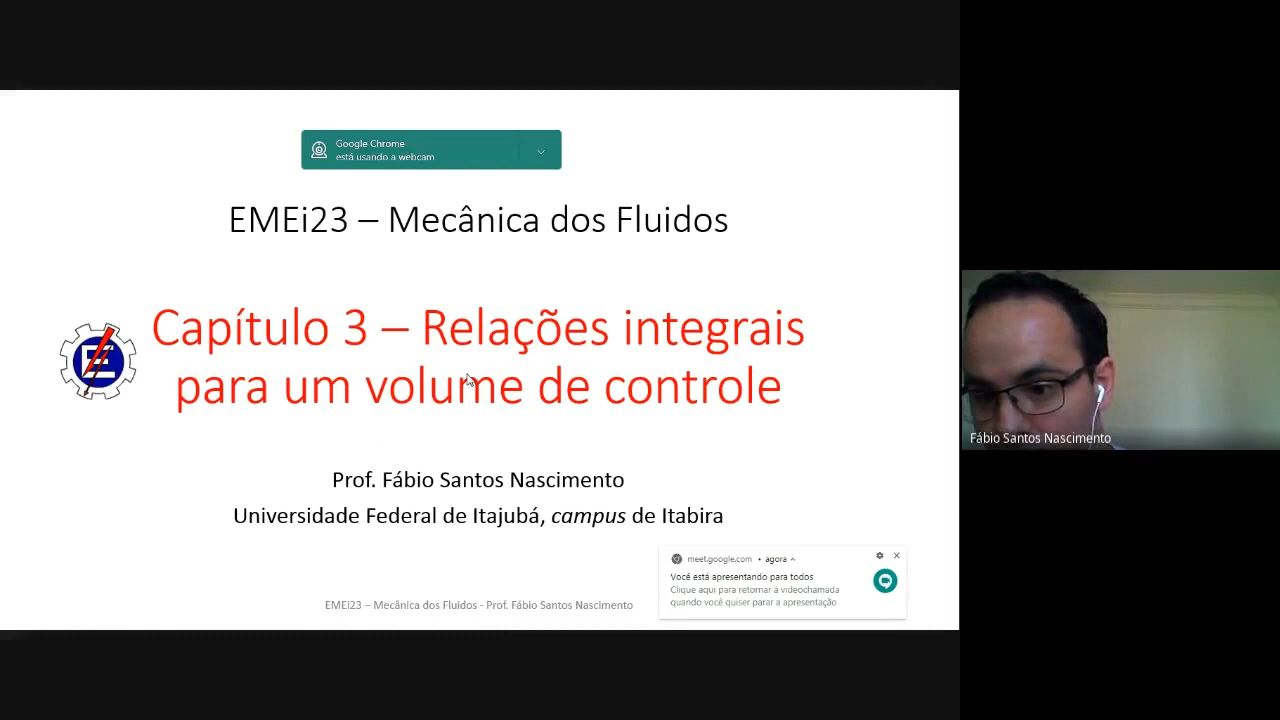 Google Chrome
está usando a webcam
EMEi23 – Mecânica dos Fluidos
Capítulo 3 – Relações integrais
para um volume de controle
E
Prof. Fábio Santos Nascimento
Universidade Federal de Itajubá, campus de Itabira
meet.google.com • agora
Você está apresentando para todos
Clique aqui para retornar à videochamada
quando você quiser parar a apresentação
EMEi23 – Mecânica dos Fluidos - Prof. Fábio Santos Nascimento
Fábio Santos Nascimento